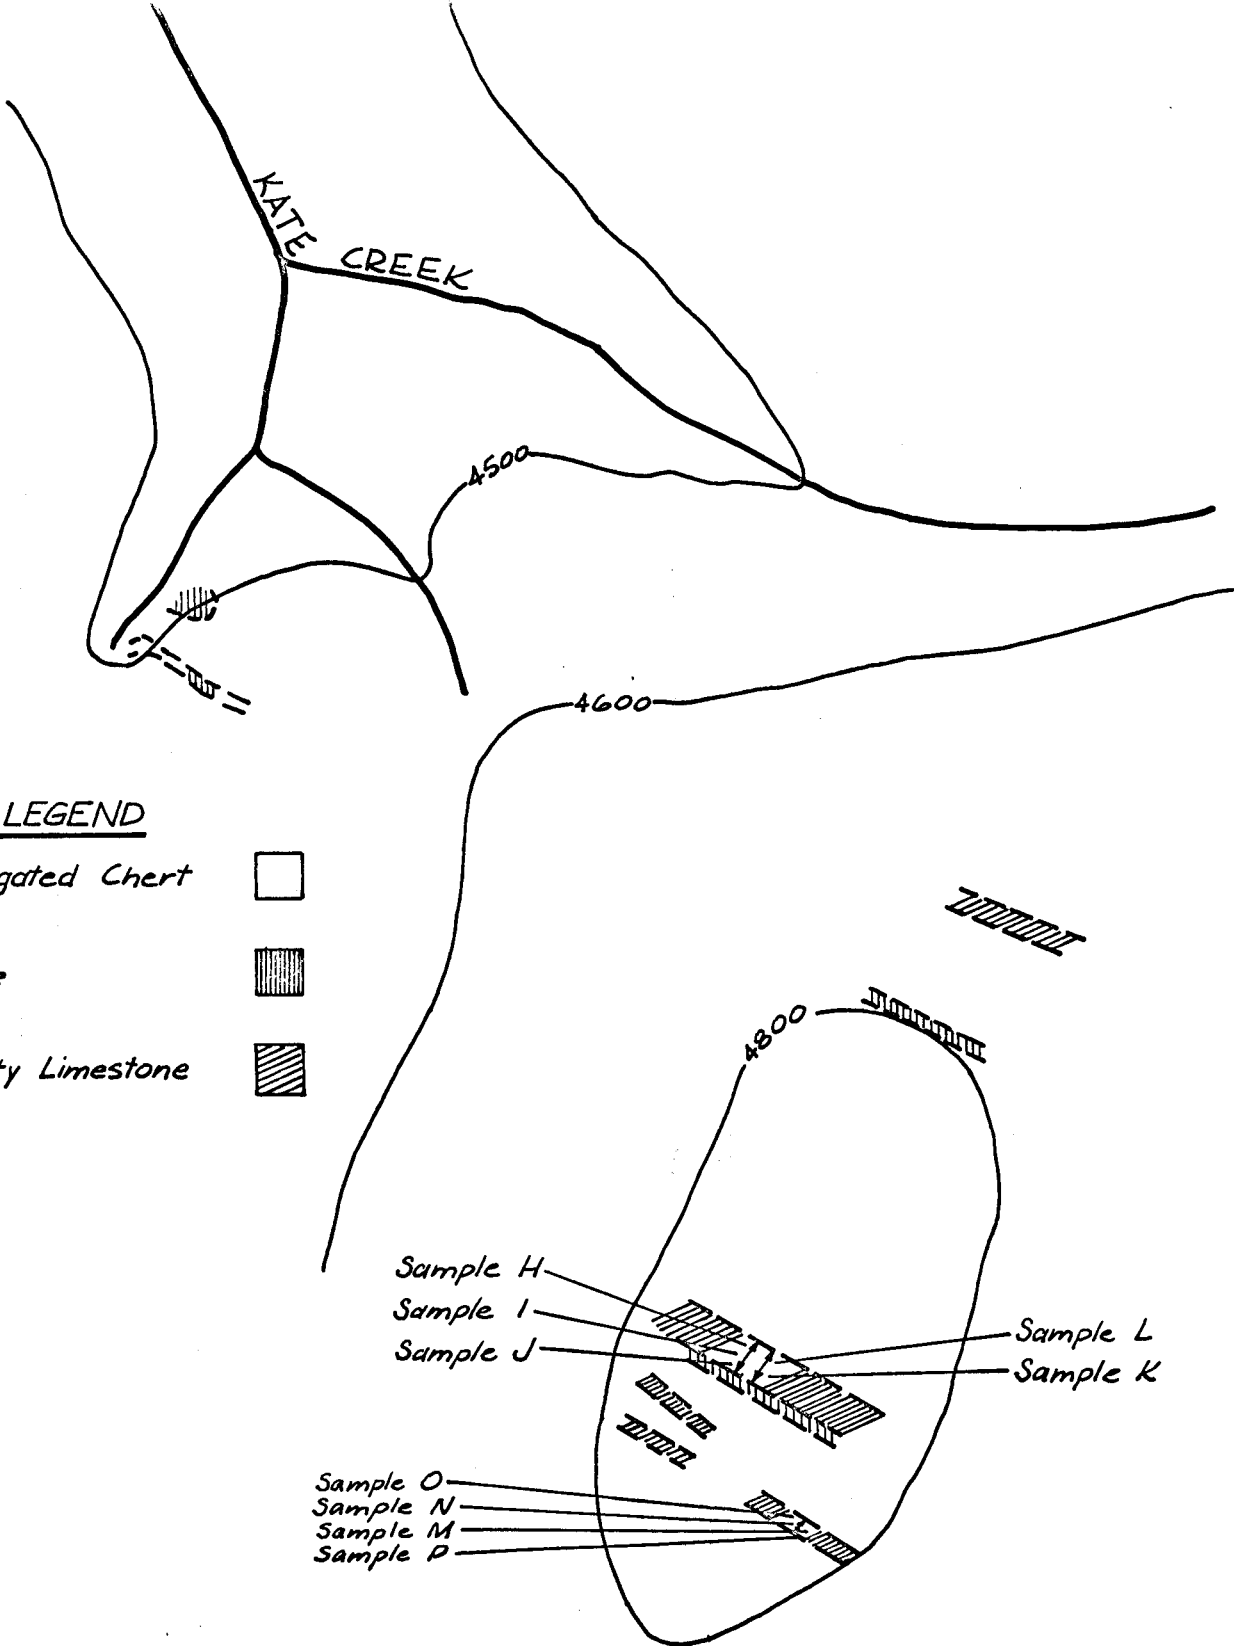 KATE CREEK
4500
4600
LEGEND
gated Chert
ty Limestone
4800
Sample H
Sample I
Sample J
Sample L
Sample K
Sample O
Sample N
Sample M
Sample P